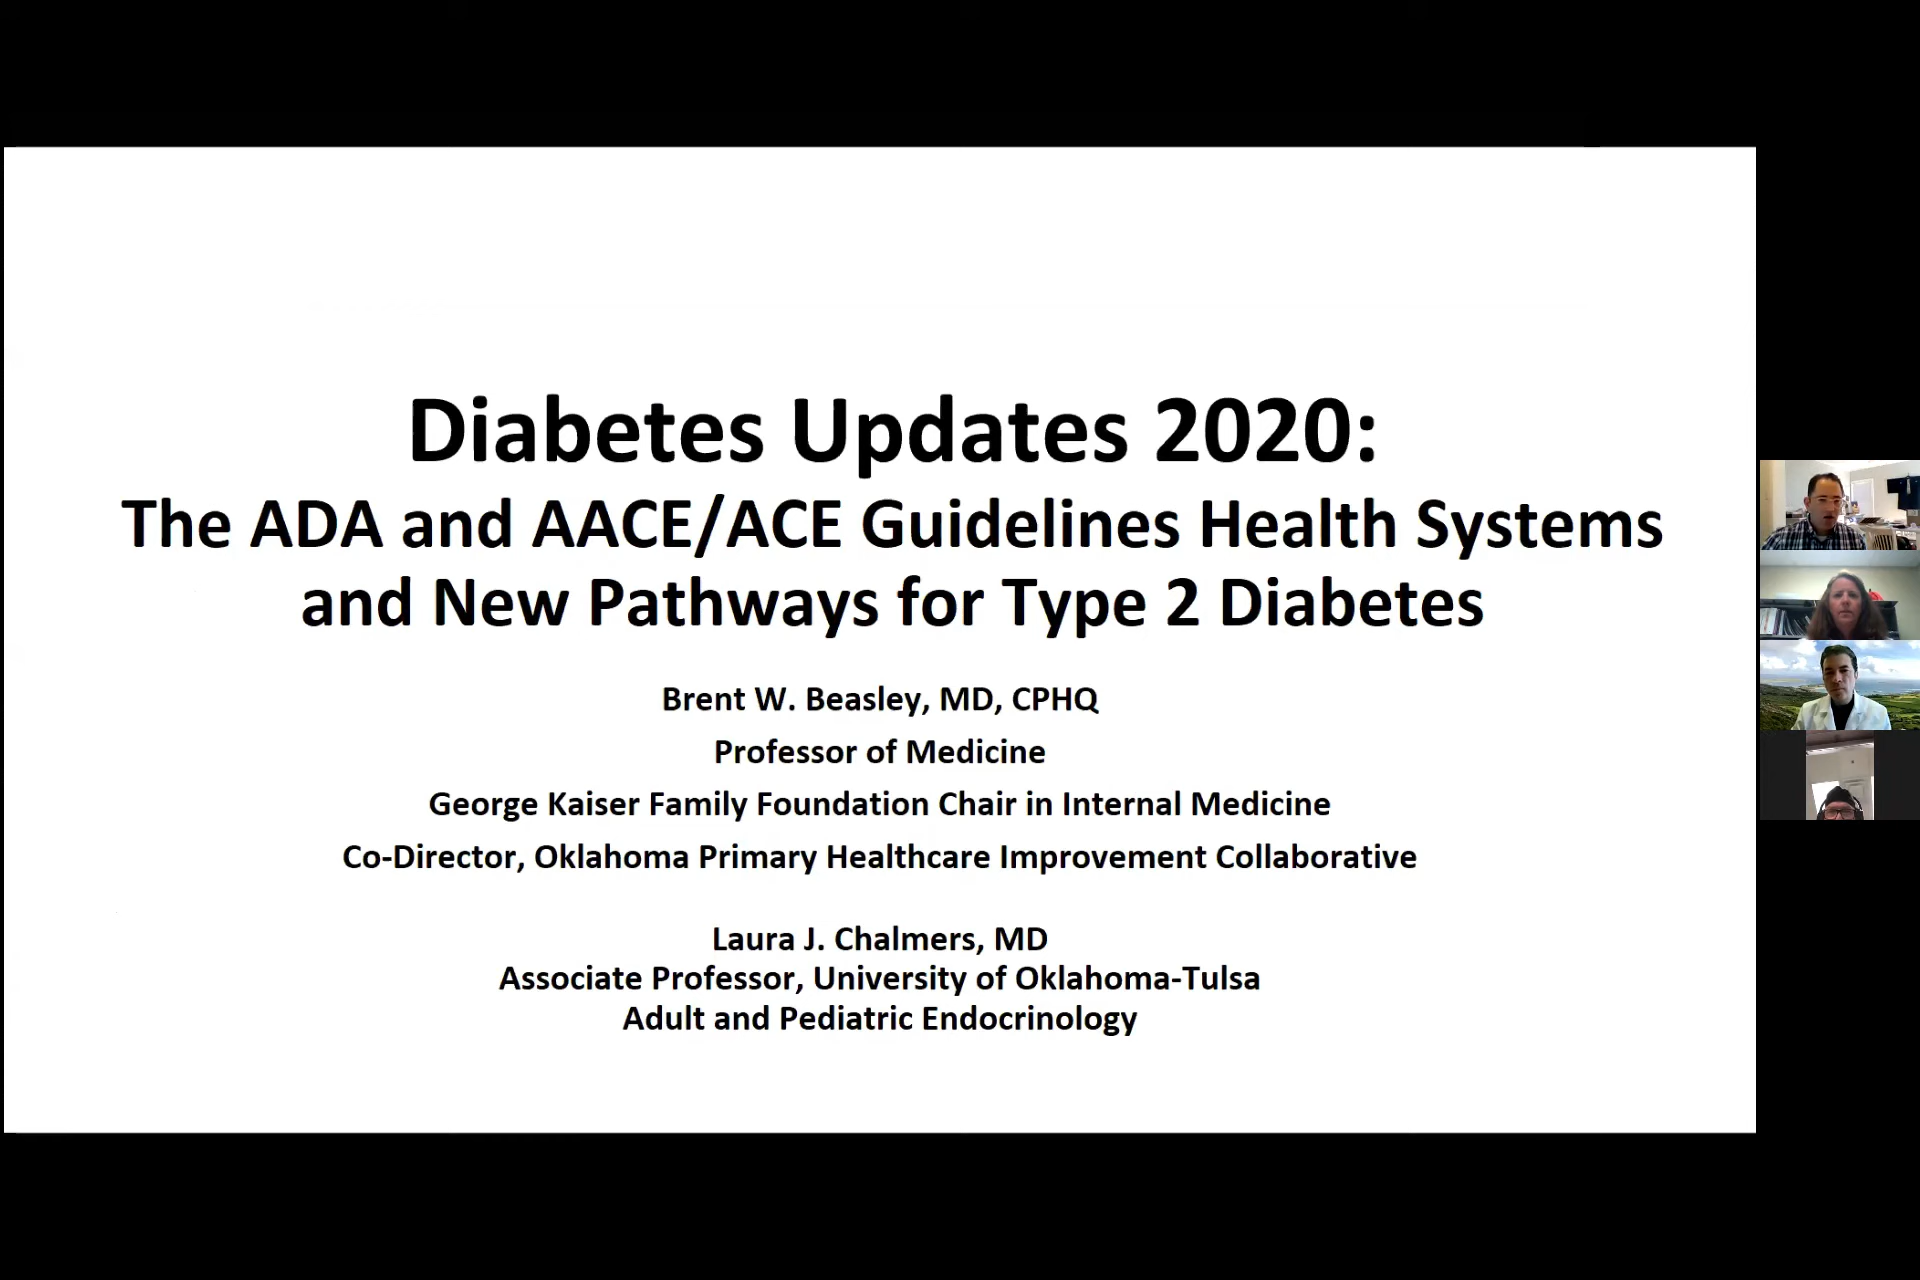 Diabetes Updates 2020:
The ADA and AACE/ACE Guidelines Health Systems
and New Pathways for Type 2 Diabetes
Brent W. Beasley, MD, CPHQ
Professor of Medicine
George Kaiser Family Foundation Chair in Internal Medicine
Co-Director, Oklahoma Primary Healthcare Improvement Collaborative
Laura J. Chalmers, MD
Associate Professor, University of Oklahoma-Tulsa
Adult and Pediatric Endocrinology